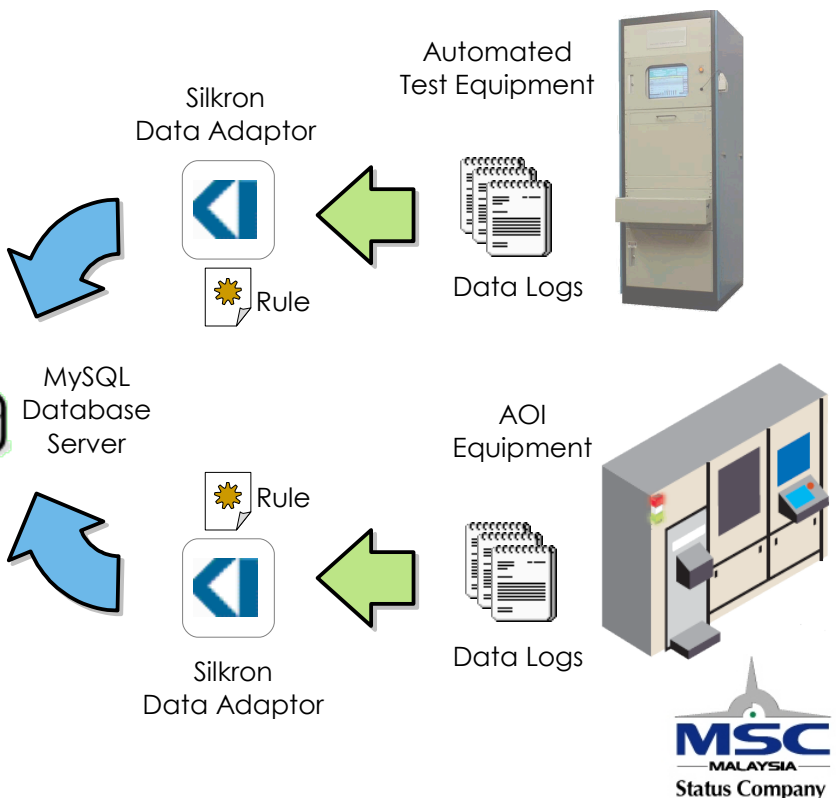 Automated
Test Equipment
Silkron
Data Adaptor
Rule
Data Logs
MySQL
Database
Server
AOI
Equipment
Rule
Data Logs
Silkron
Data Adaptor
MSC
MALAYSIA
Status Company